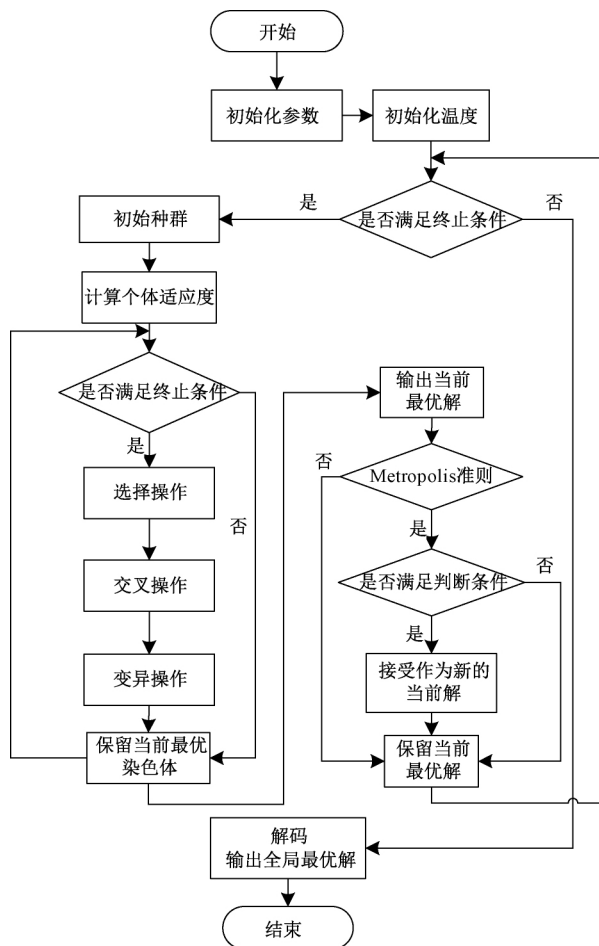 开始
初始化参数
初始化温度
是否满足终止条件
是
否
初始种群
计算个体适应度
是否满足终止条件
是
否
选择操作
交叉操作
变异操作
保留当前最优
染色体
输出当前
最优解
Metropolis准则
否
是
是否满足判断条件
否
是
接受作为新的
当前解
保留当前
最优解
解码
输出全局最优解
结束